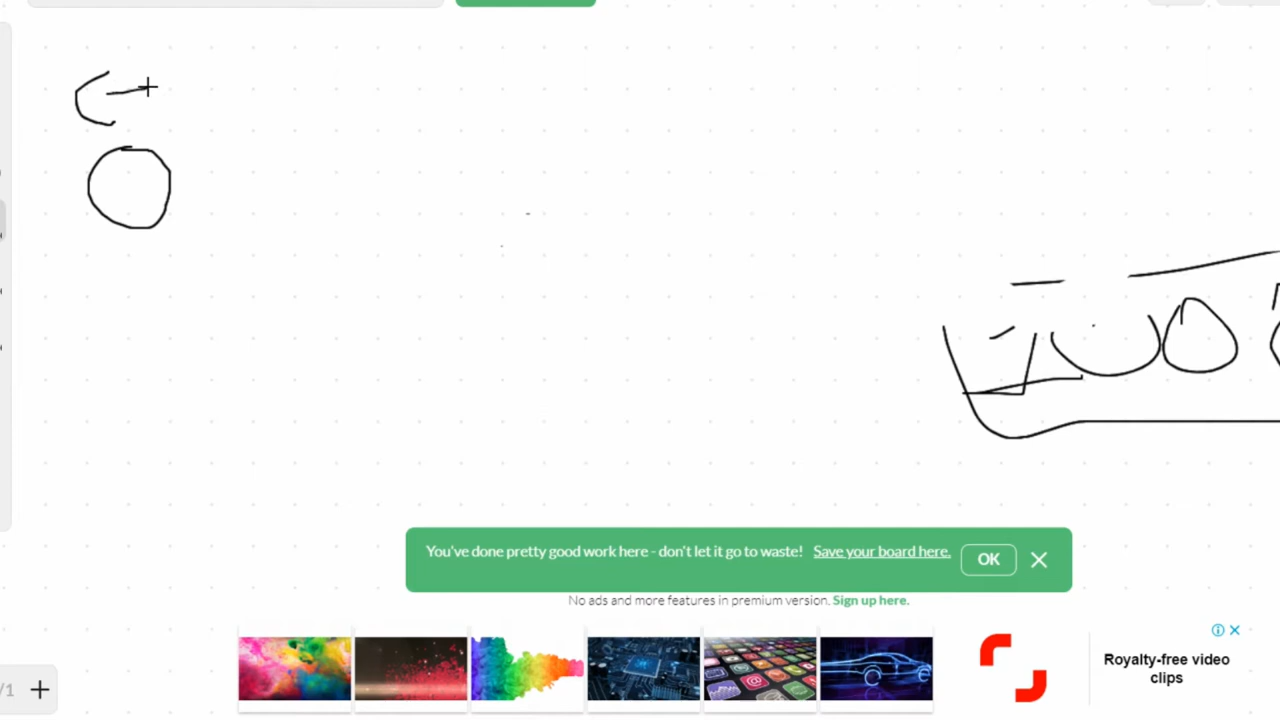 You've done pretty good work here - don't let it go to waste! Save your board here. OK
No ads and more features in premium version. Sign up here.
/1 +
Royalty-free video
clips